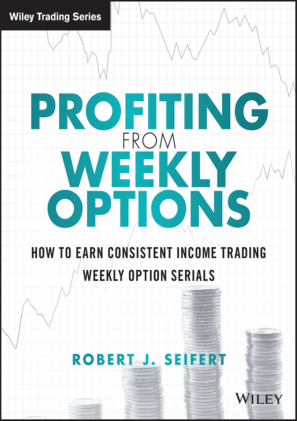 Wiley Trading Series
PROFITING
FROM
WEEKLY
OPTIONS
HOW TO EARN CONSISTENT INCOME TRADING
WEEKLY OPTION SERIALS
ROBERT J. SEIFERT
WILEY